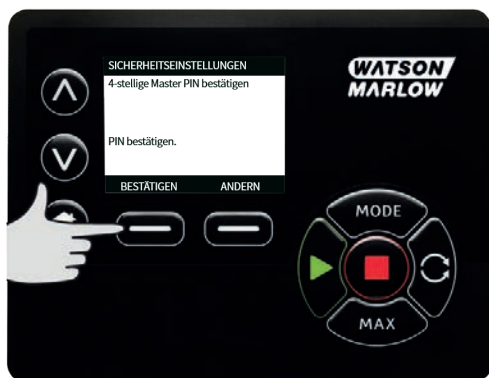 SICHERHEITSEINSTELLUNGEN
4-stellige Master PIN bestätigen
PIN bestätigen.
BESTÄTIGEN ANDERN
WATSON
MARLOW
MODE
MAX